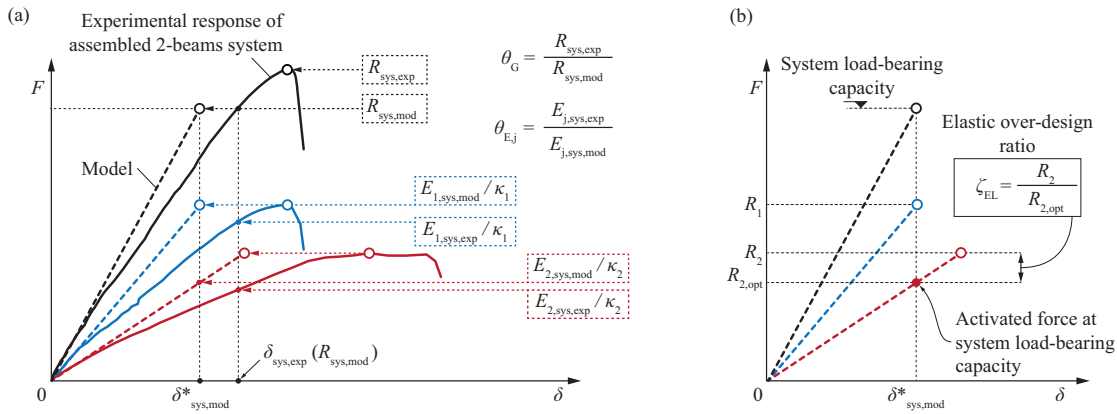 (a)
Experimental response of
assembled 2-beams system
F
Model
R_sys,exp
R_sys,mod
θ_G = R_sys,exp / R_sys,mod
θ_E,j = E_j,sys,exp / E_j,sys,mod
E_1,sys,mod / κ_1
E_1,sys,exp / κ_1
E_2,sys,mod / κ_2
E_2,sys,exp / κ_2
δ_sys,exp (R_sys,mod)
0
δ*_sys,mod
δ
(b)
System load-bearing
capacity
F
Elastic over-design
ratio
ζ_EL = R_2 / R_2,opt
R_1
R_2
R_2,opt
Activated force at
system load-bearing
capacity
0
δ*_sys,mod
δ